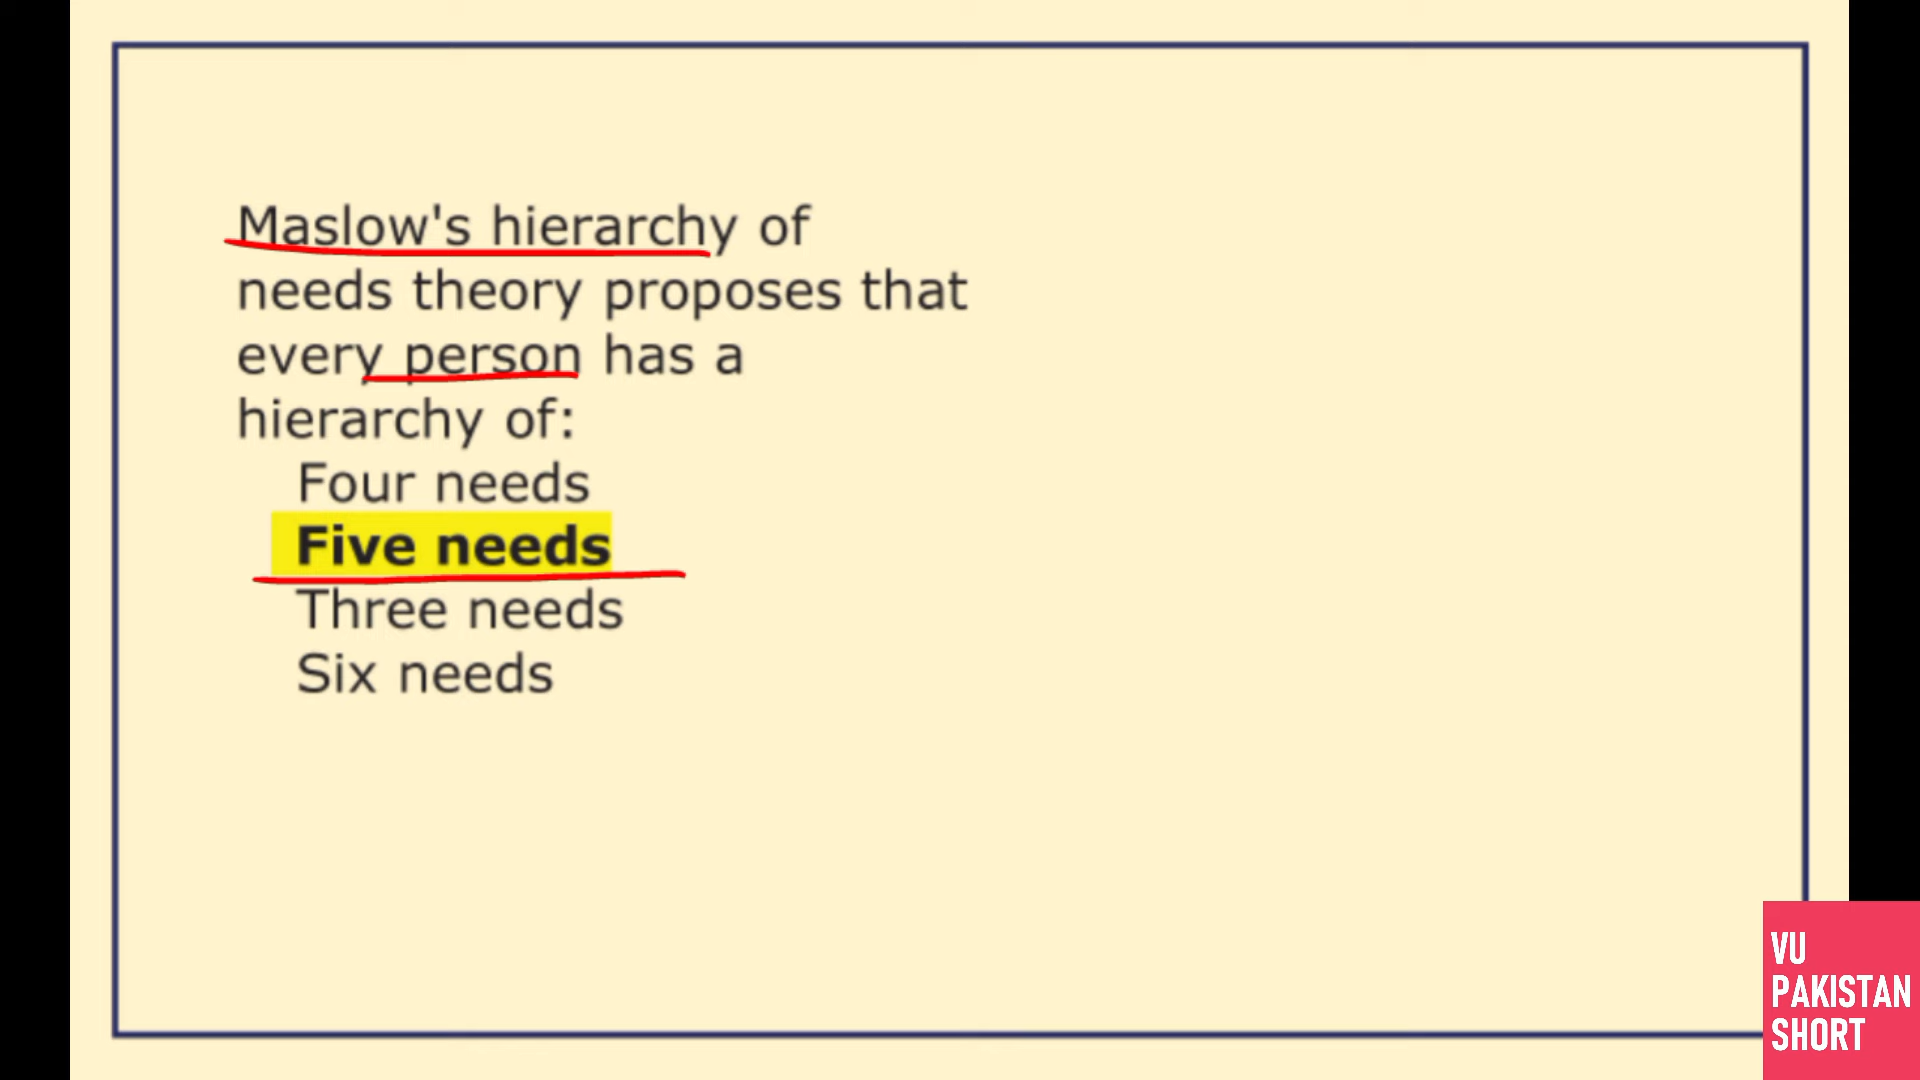 Maslow's hierarchy of
needs theory proposes that
every person has a
hierarchy of:
Four needs
Five needs
Three needs
Six needs
VU
PAKISTAN
SHORT